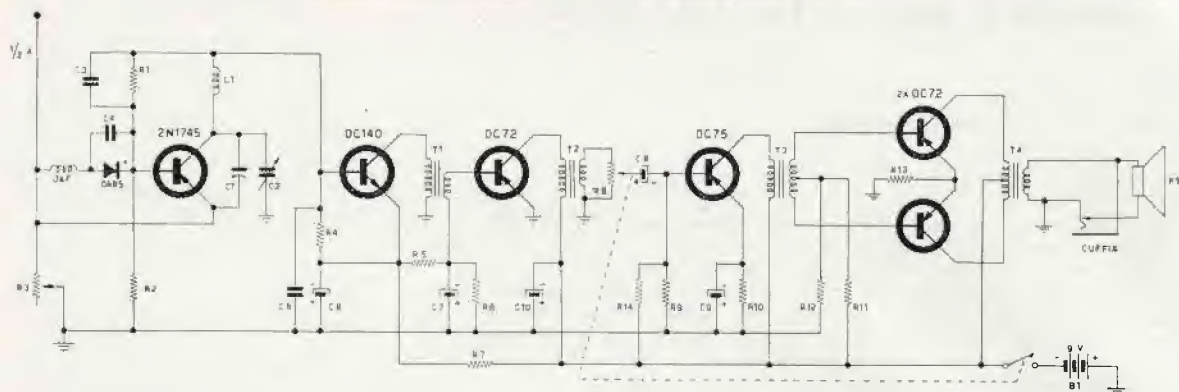 1/2 λ
C3
R1
L1
C4
2N1745
OC140
OC72
OC75
2X OC72
JAF
OA85
C1
C2
T1
T2
R8
C8
T3
R13
T4
CUFFIA
R3
R2
R4
R5
C5
C6
C7
R6
C10
R14
R9
C9
R10
R12
R11
R7
9 V
- +
B1